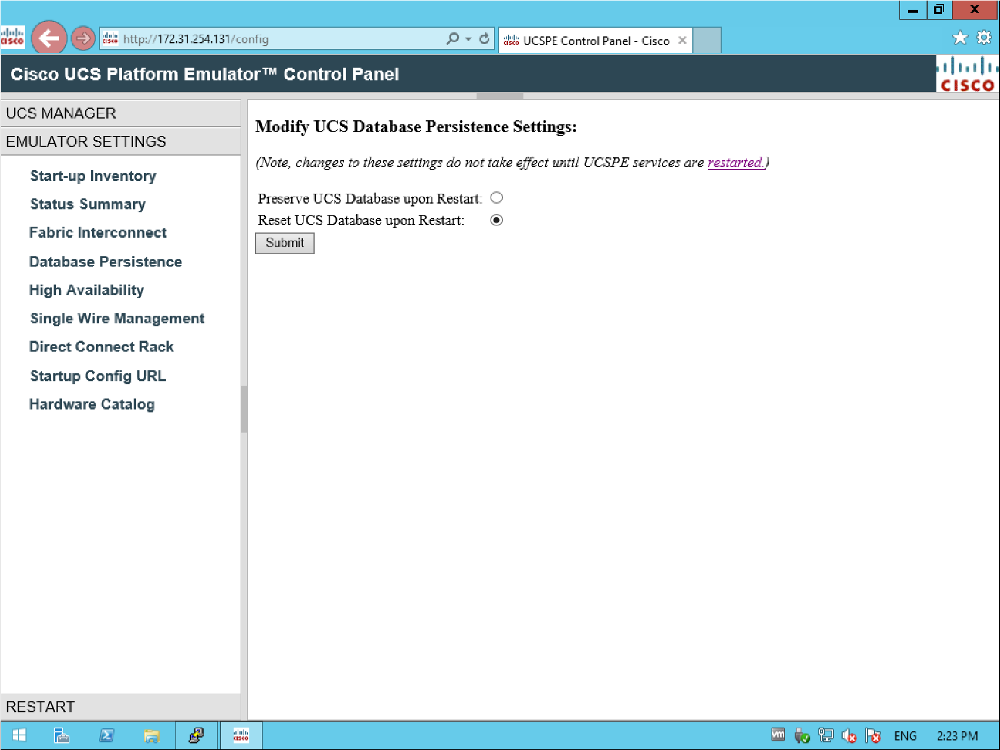 http://172.31.254.131/config
UCSPE Control Panel - Cisco
Cisco UCS Platform Emulator™ Control Panel
CISCO
UCS MANAGER
EMULATOR SETTINGS
Start-up Inventory
Status Summary
Fabric Interconnect
Database Persistence
High Availability
Single Wire Management
Direct Connect Rack
Startup Config URL
Hardware Catalog
RESTART
Modify UCS Database Persistence Settings:
(Note, changes to these settings do not take effect until UCSPE services are restarted.)
Preserve UCS Database upon Restart:
Reset UCS Database upon Restart:
Submit
CISCO
vm
ENG
2:23 PM